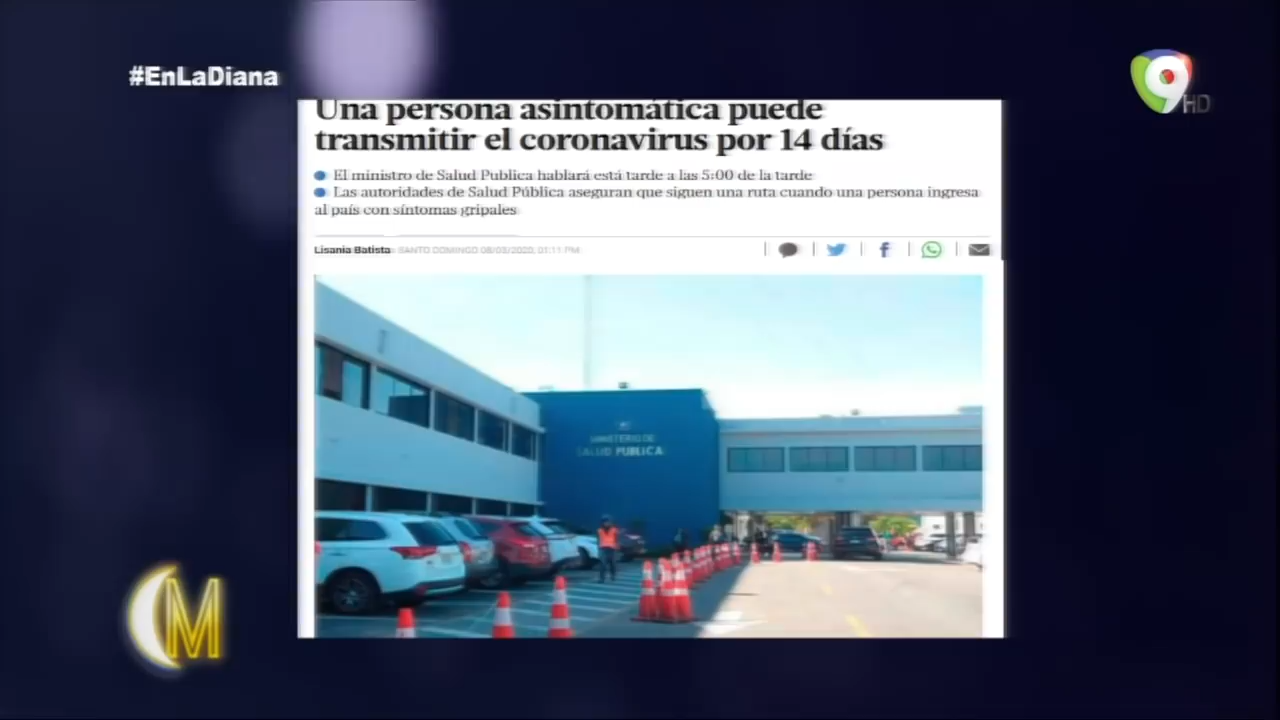 #EnLaDiana
9
HD
Una persona asintomática puede
transmitir el coronavirus por 14 días
El ministro de Salud Publica hablará está tarde a las 5:00 de la tarde
Las autoridades de Salud Pública aseguran que siguen una ruta cuando una persona ingresa
al país con síntomas gripales
Lisania Batista SANTO DOMINGO 08/03/2020, 01:11 PM
MINISTERIO DE
SALUD PUBLICA
M